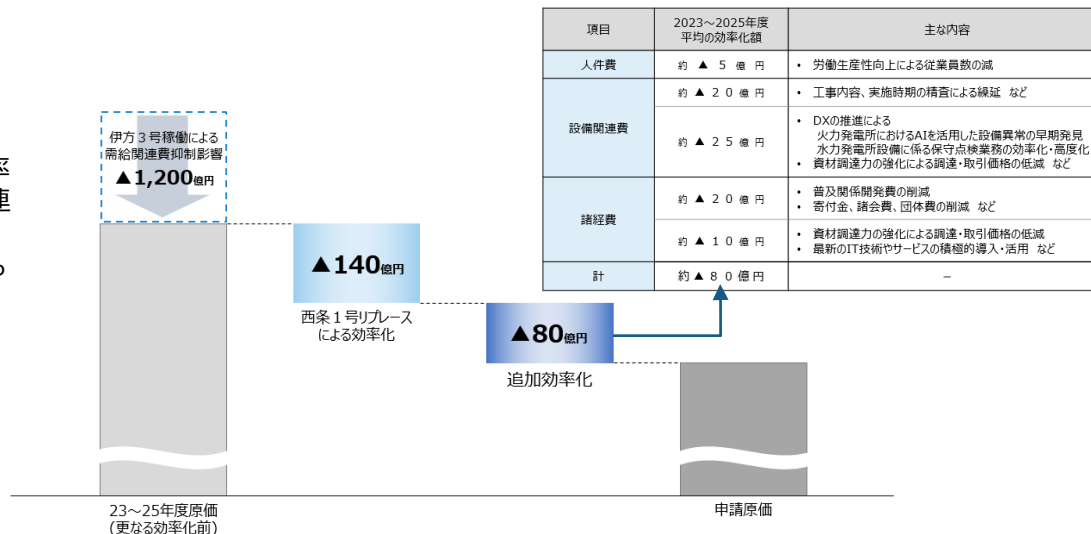 項目
2023～2025年度
平均の効率化額
主な内容
人件費
約 ▲ 5 億 円
• 労働生産性向上による従業員数の減
設備関連費
約 ▲ 2 0 億 円
• 工事内容、実施時期の精査による繰延 など
約 ▲ 2 5 億 円
• DXの推進による
火力発電所におけるAIを活用した設備異常の早期発見
水力発電所設備に係る保守点検業務の効率化・高度化
• 資材調達力の強化による調達・取引価格の低減 など
諸経費
約 ▲ 2 0 億 円
• 普及関係開発費の削減
• 寄付金、諸会費、団体費の削減 など
約 ▲ 1 0 億 円
• 資材調達力の強化による調達・取引価格の低減
• 最新のIT技術やサービスの積極的導入・活用 など
計
約 ▲ 8 0 億 円
－
伊方３号稼働による
需給関連費抑制影響
▲1,200億円
率
連
▲140億円
西条１号リプレース
による効率化
▲80億円
追加効率化
23～25年度原価
(更なる効率化前)
申請原価